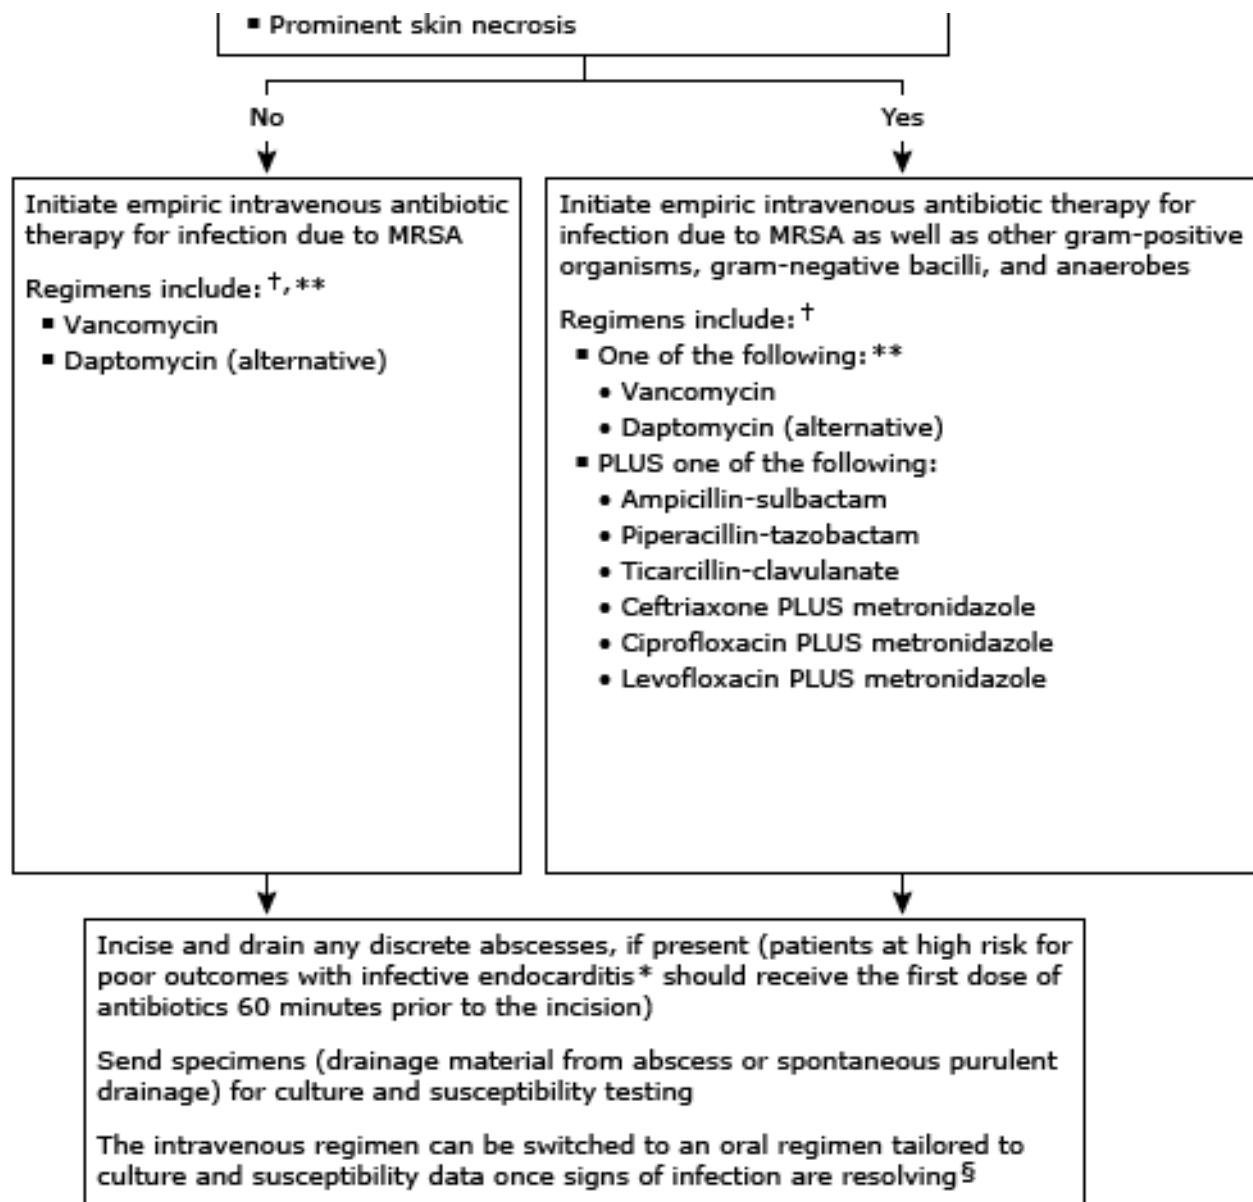 ▪ Prominent skin necrosis
No
Yes
Initiate empiric intravenous antibiotic
therapy for infection due to MRSA
Regimens include:†,**
▪ Vancomycin
▪ Daptomycin (alternative)
Initiate empiric intravenous antibiotic therapy for
infection due to MRSA as well as other gram-positive
organisms, gram-negative bacilli, and anaerobes
Regimens include:†
▪ One of the following:**
• Vancomycin
• Daptomycin (alternative)
▪ PLUS one of the following:
• Ampicillin-sulbactam
• Piperacillin-tazobactam
• Ticarcillin-clavulanate
• Ceftriaxone PLUS metronidazole
• Ciprofloxacin PLUS metronidazole
• Levofloxacin PLUS metronidazole
Incise and drain any discrete abscesses, if present (patients at high risk for
poor outcomes with infective endocarditis* should receive the first dose of
antibiotics 60 minutes prior to the incision)
Send specimens (drainage material from abscess or spontaneous purulent
drainage) for culture and susceptibility testing
The intravenous regimen can be switched to an oral regimen tailored to
culture and susceptibility data once signs of infection are resolving§